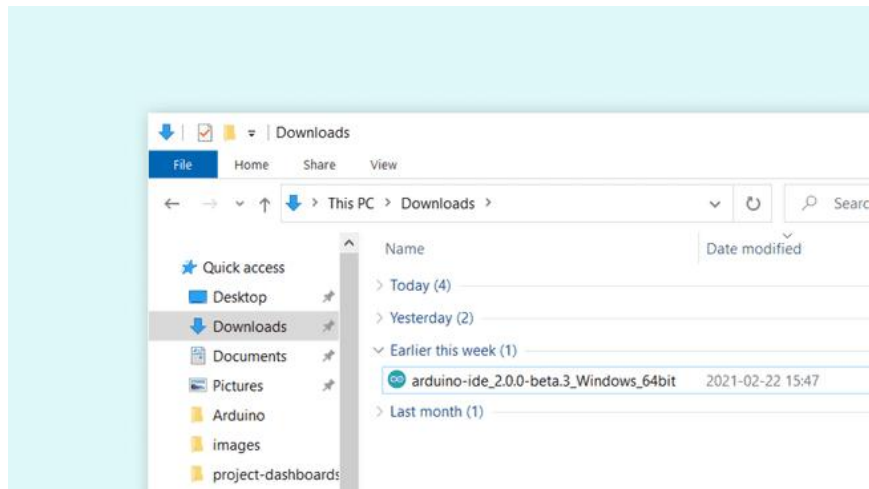 Downloads
File Home Share View
This PC > Downloads >
Searc
Name Date modified
Quick access
Today (4)
Desktop
Yesterday (2)
Downloads
Earlier this week (1)
Documents
arduino-ide_2.0.0-beta.3_Windows_64bit 2021-02-22 15:47
Pictures
Last month (1)
Arduino
images
project-dashboards